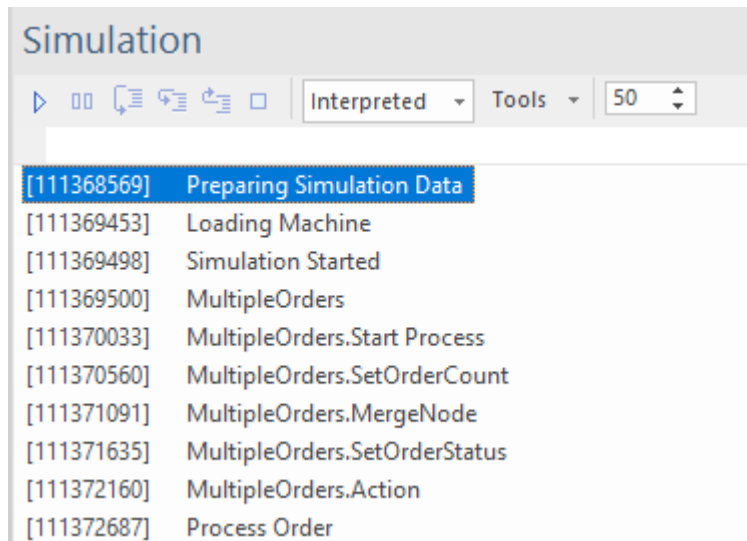 Simulation
Interpreted Tools 50
[111368569] Preparing Simulation Data
[111369453] Loading Machine
[111369498] Simulation Started
[111369500] MultipleOrders
[111370033] MultipleOrders.Start Process
[111370560] MultipleOrders.SetOrderCount
[111371091] MultipleOrders.MergeNode
[111371635] MultipleOrders.SetOrderStatus
[111372160] MultipleOrders.Action
[111372687] Process Order